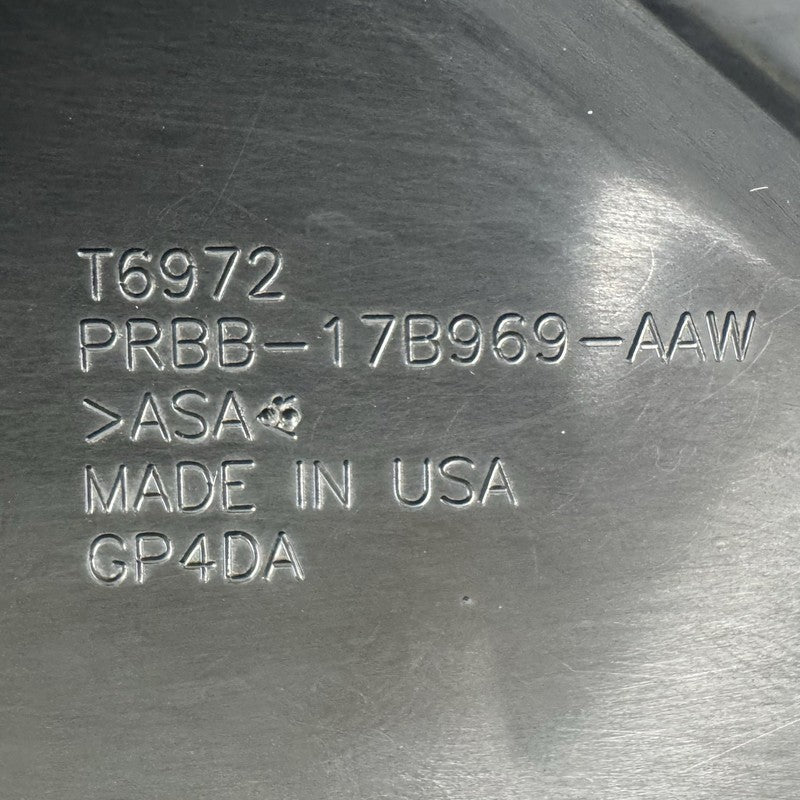 T6972
PRBB-17B969-AAW
>ASA<
MADE IN USA
GP4DA